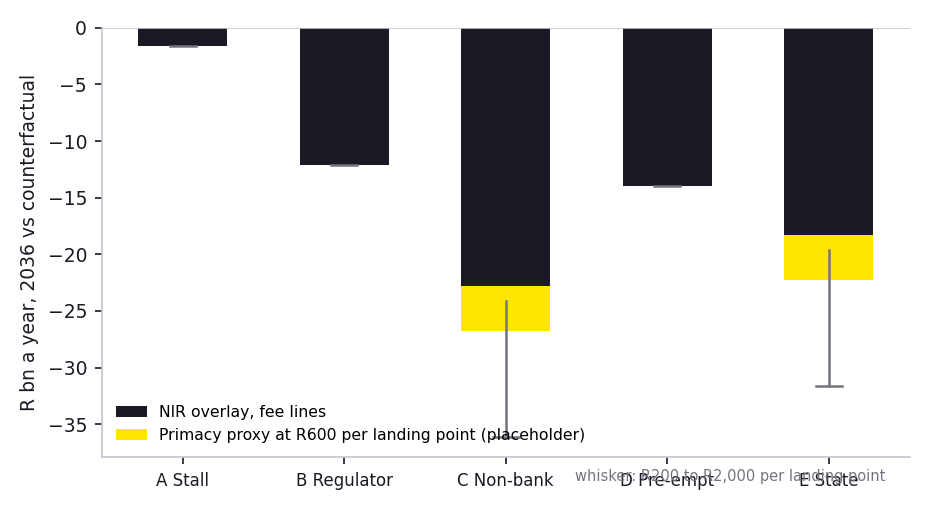 0
−5
−10
−15
−20
−25
−30
−35
R bn a year, 2036 vs counterfactual
NIR overlay, fee lines
Primacy proxy at R600 per landing point (placeholder)
A Stall
B Regulator
C Non-bank
D Pre-empt
E State
whisker: R200 to R2,000 per landing point